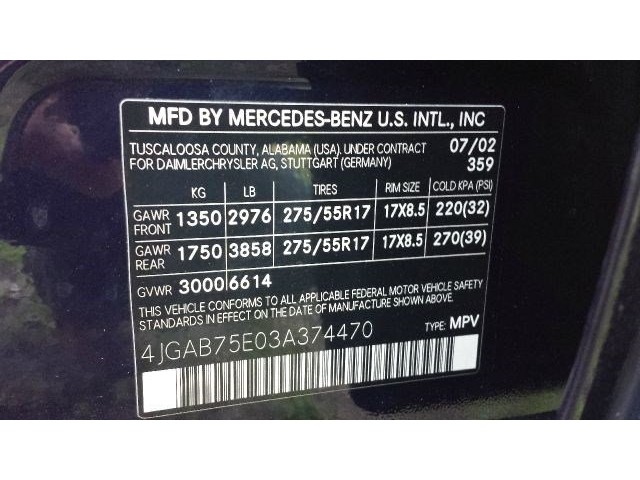 MFD BY MERCEDES-BENZ U.S. INTL., INC
TUSCALOOSA COUNTY, ALABAMA (USA). UNDER CONTRACT 07/02
FOR DAIMLERCHRYSLER AG, STUTTGART (GERMANY) 359
KG LB TIRES RIM SIZE COLD KPA (PSI)
GAWR FRONT 1350 2976 275/55R17 17X8.5 220(32)
GAWR REAR 1750 3858 275/55R17 17X8.5 270(39)
GVWR 3000 6614
THIS VEHICLE CONFORMS TO ALL APPLICABLE FEDERAL MOTOR VEHICLE SAFETY
STANDARDS IN EFFECT ON THE DATE OF MANUFACTURE SHOWN ABOVE.
4JGAB75E03A374470 TYPE: MPV